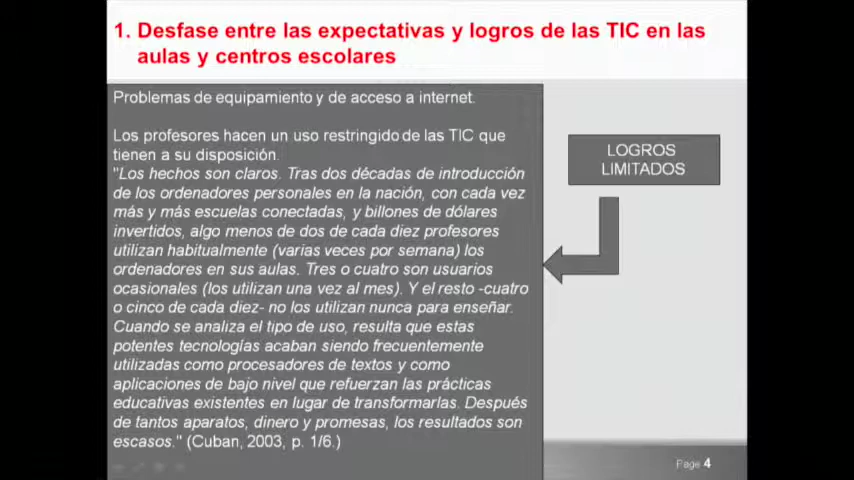 1. Desfase entre las expectativas y logros de las TIC en las
aulas y centros escolares
Problemas de equipamiento y de acceso a internet.
Los profesores hacen un uso restringido de las TIC que
tienen a su disposición.
"Los hechos son claros. Tras dos décadas de introducción
de los ordenadores personales en la nación, con cada vez
más y más escuelas conectadas, y billones de dólares
invertidos, algo menos de dos de cada diez profesores
utilizan habitualmente (varias veces por semana) los
ordenadores en sus aulas. Tres o cuatro son usuarios
ocasionales (los utilizan una vez al mes). Y el resto -cuatro
o cinco de cada diez- no los utilizan nunca para enseñar.
Cuando se analiza el tipo de uso, resulta que estas
potentes tecnologías acaban siendo frecuentemente
utilizadas como procesadores de textos y como
aplicaciones de bajo nivel que refuerzan las prácticas
educativas existentes en lugar de transformarlas. Después
de tantos aparatos, dinero y promesas, los resultados son
escasos." (Cuban, 2003, p. 1/6.)
LOGROS
LIMITADOS
Page 4